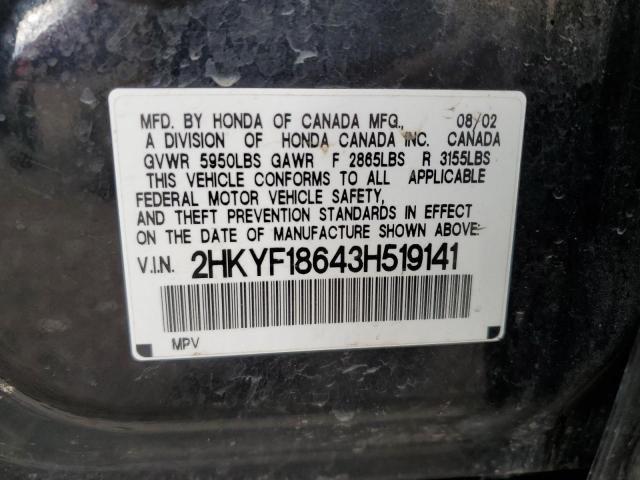 MFD. BY HONDA OF CANADA MFG., 08/02
A DIVISION OF HONDA CANADA INC. CANADA
GVWR 5950LBS GAWR F 2865LBS R 3155LBS
THIS VEHICLE CONFORMS TO ALL APPLICABLE
FEDERAL MOTOR VEHICLE SAFETY,
AND THEFT PREVENTION STANDARDS IN EFFECT
ON THE DATE OF MANUFACTURE SHOWN ABOVE.
V.I.N. 2HKYF18643H519141
MPV